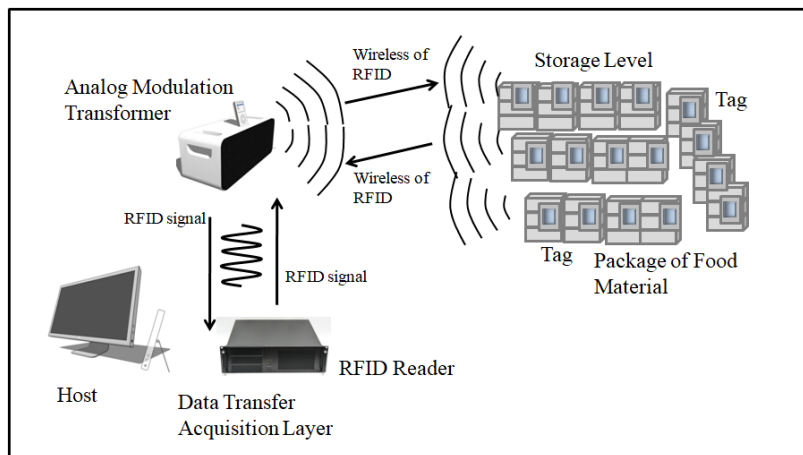 Wireless of
RFID
Storage Level
Analog Modulation
Transformer
Tag
Wireless of
RFID
RFID signal
RFID signal
Tag
Package of Food
Material
RFID Reader
Host
Data Transfer
Acquisition Layer